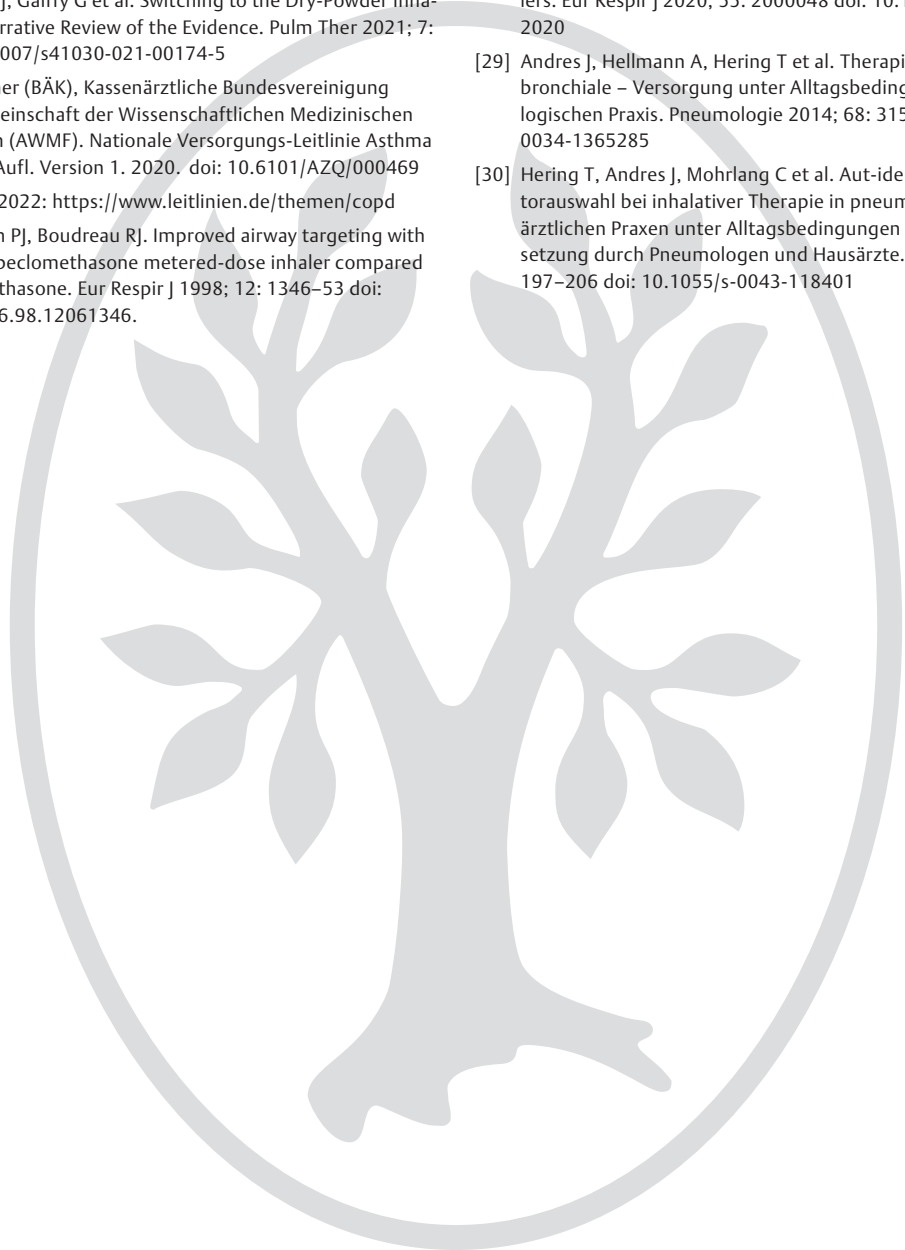 J, Gairy G et al. Switching to the Dry-Powder Inha-
rrative Review of the Evidence. Pulm Ther 2021; 7:
007/s41030-021-00174-5
er (BÄK), Kassenärztliche Bundesvereinigung
einschaft der Wissenschaftlichen Medizinischen
n (AWMF). Nationale Versorgungs-Leitlinie Asthma
Aufl. Version 1. 2020. doi: 10.6101/AZQ/000469
2022: https://www.leitlinien.de/themen/copd
n PJ, Boudreau RJ. Improved airway targeting with
beclomethasone metered-dose inhaler compared
thasone. Eur Respir J 1998; 12: 1346–53 doi:
6.98.12061346.
lers. Eur Respir J 2020; 55: 2000048 doi: 10.1
2020
[29] Andres J, Hellmann A, Hering T et al. Therapi
bronchiale – Versorgung unter Alltagsbeding
logischen Praxis. Pneumologie 2014; 68: 315
0034-1365285
[30] Hering T, Andres J, Mohrlang C et al. Aut-ide
torauswahl bei inhalativer Therapie in pneum
ärztlichen Praxen unter Alltagsbedingungen
setzung durch Pneumologen und Hausärzte.
197–206 doi: 10.1055/s-0043-118401